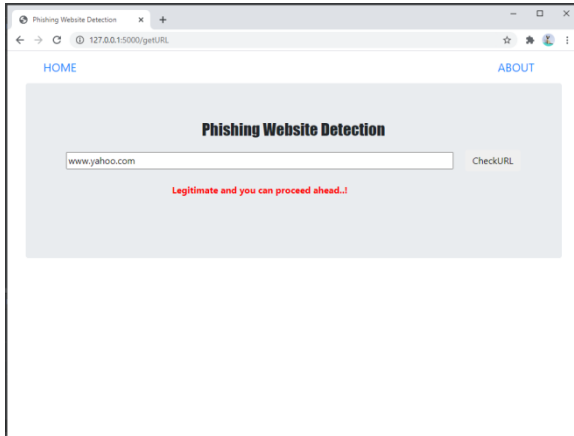 Phishing Website Detection
127.0.0.1:5000/getURL
HOME
ABOUT
Phishing Website Detection
www.yahoo.com
CheckURL
Legitimate and you can proceed ahead..!